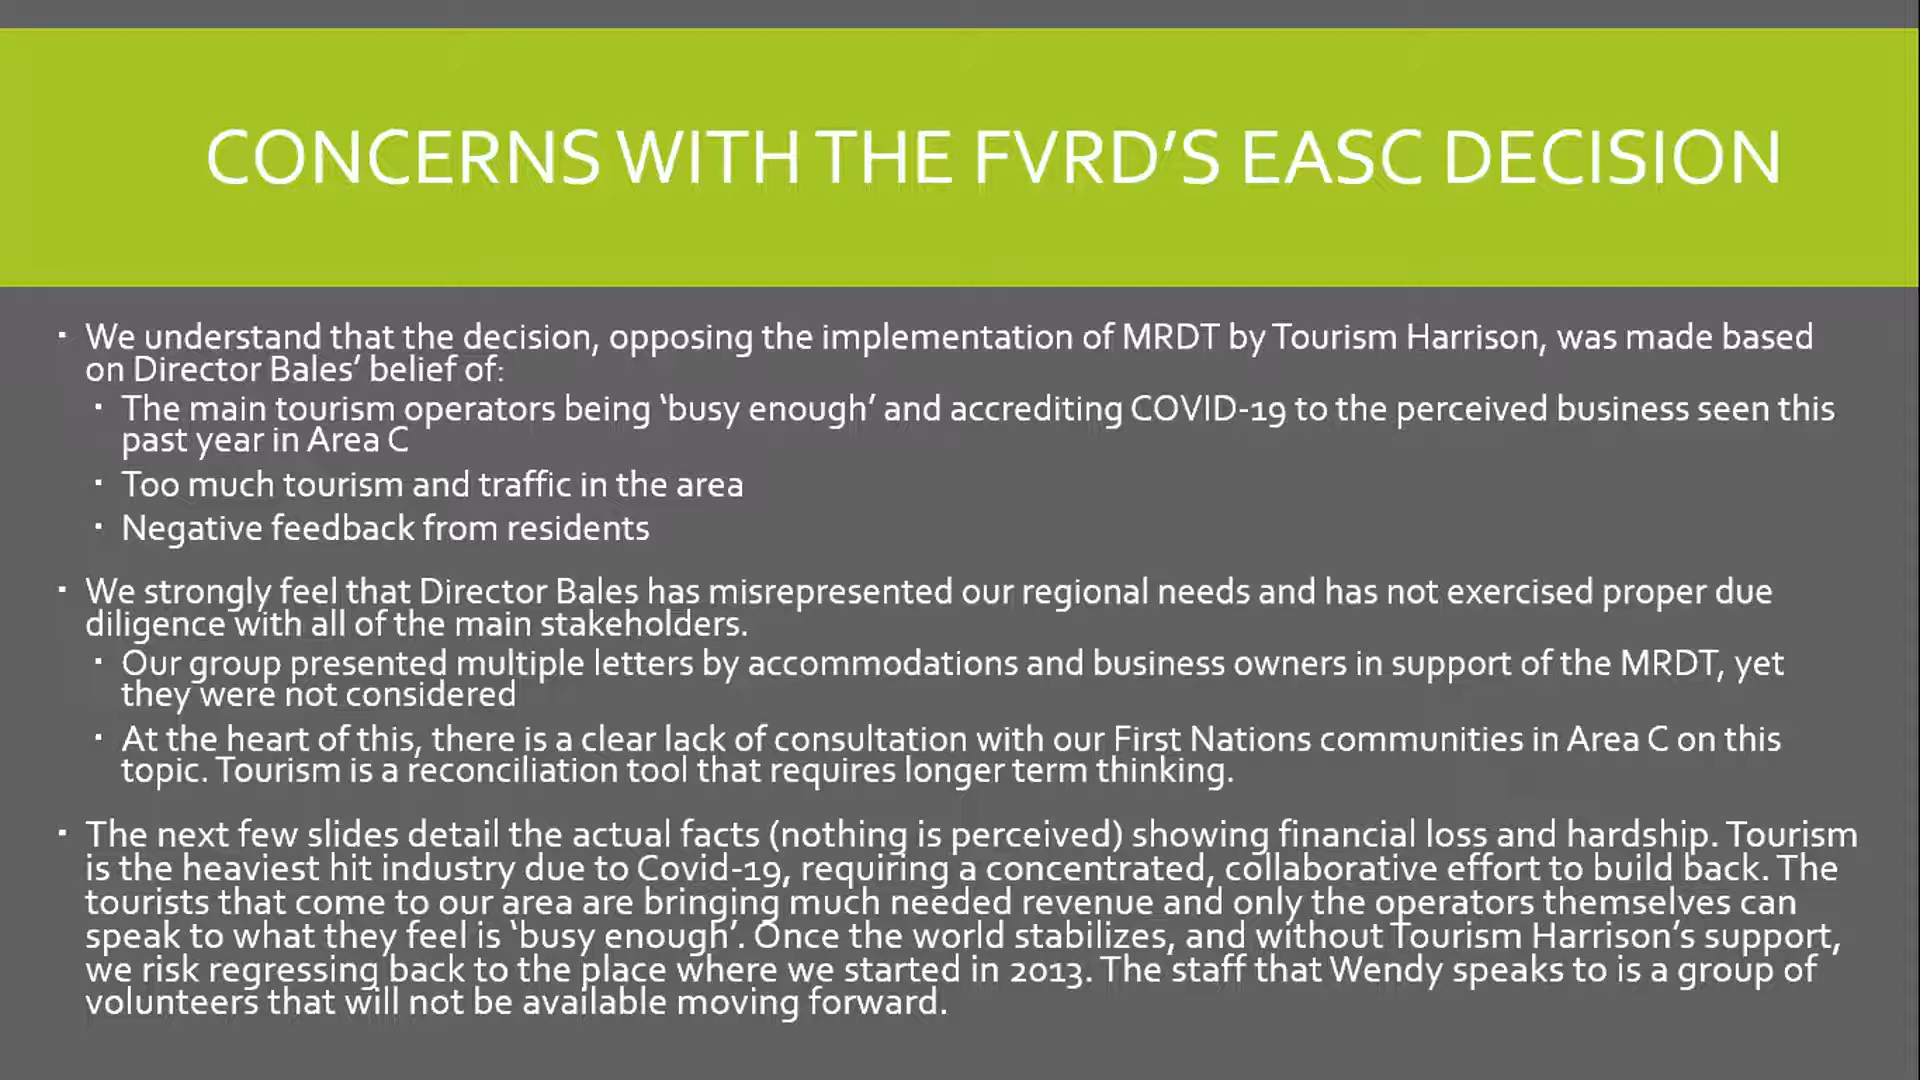 CONCERNS WITH THE FVRD’S EASC DECISION
▪ We understand that the decision, opposing the implementation of MRDT by Tourism Harrison, was made based
on Director Bales’ belief of:
▪ The main tourism operators being ‘busy enough’ and accrediting COVID-19 to the perceived business seen this
past year in Area C
▪ Too much tourism and traffic in the area
▪ Negative feedback from residents
▪ We strongly feel that Director Bales has misrepresented our regional needs and has not exercised proper due
diligence with all of the main stakeholders.
▪ Our group presented multiple letters by accommodations and business owners in support of the MRDT, yet
they were not considered
▪ At the heart of this, there is a clear lack of consultation with our First Nations communities in Area C on this
topic. Tourism is a reconciliation tool that requires longer term thinking.
▪ The next few slides detail the actual facts (nothing is perceived) showing financial loss and hardship. Tourism
is the heaviest hit industry due to Covid-19, requiring a concentrated, collaborative effort to build back. The
tourists that come to our area are bringing much needed revenue and only the operators themselves can
speak to what they feel is ‘busy enough’. Once the world stabilizes, and without Tourism Harrison’s support,
we risk regressing back to the place where we started in 2013. The staff that Wendy speaks to is a group of
volunteers that will not be available moving forward.